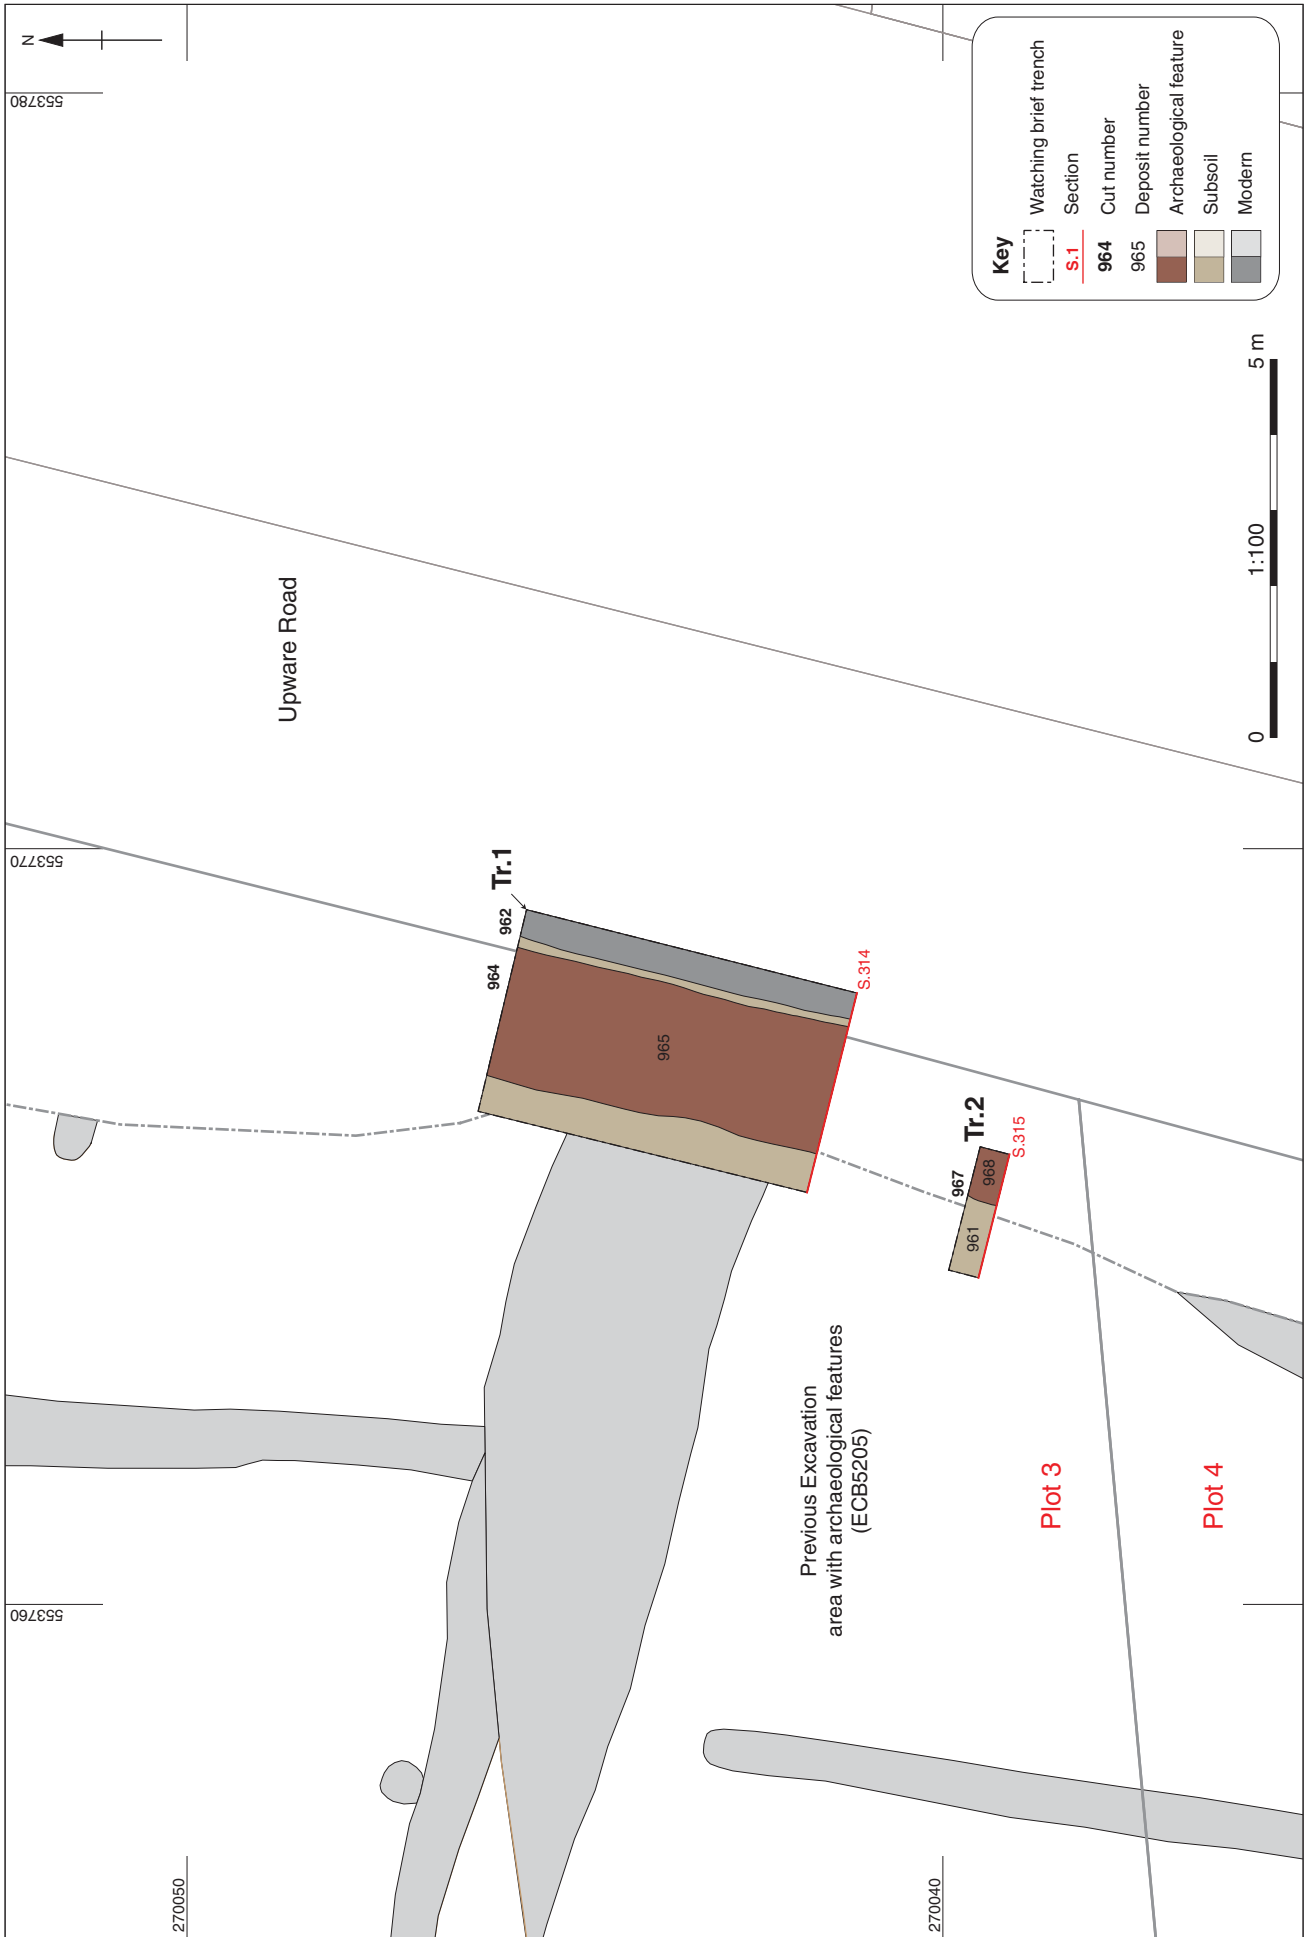 N
553780
553770
553760
270050
270040
Upware Road
Tr.1
962
964
965
S.314
Tr.2
967
968
961
S.315
Previous Excavation
area with archaeological features
(ECB5205)
Plot 3
Plot 4
Key
Watching brief trench
S.1 Section
964 Cut number
965 Deposit number
Archaeological feature
Subsoil
Modern
0 1:100 5 m